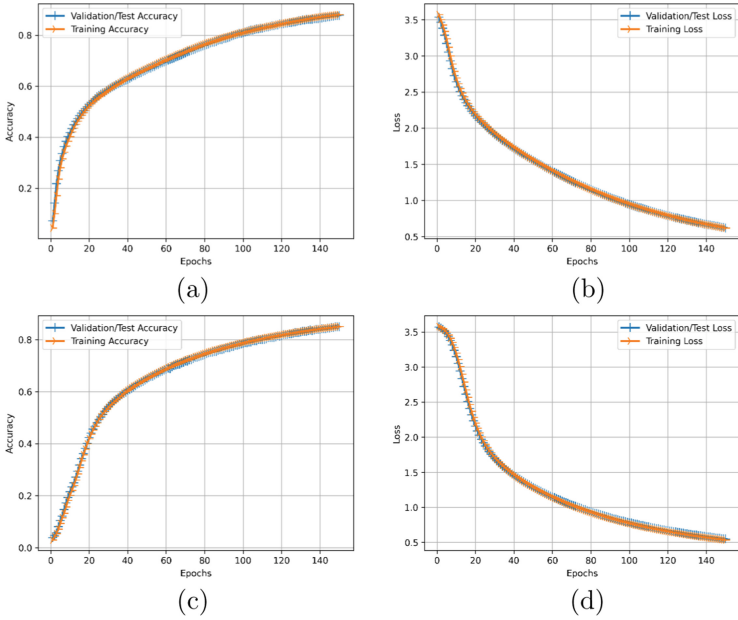 Validation/Test Accuracy
Training Accuracy
Accuracy
0.8
0.6
0.4
0.2
0 20 40 60 80 100 120 140
Epochs
(a)
Validation/Test Loss
Training Loss
Loss
3.5
3.0
2.5
2.0
1.5
1.0
0.5
0 20 40 60 80 100 120 140
Epochs
(b)
Validation/Test Accuracy
Training Accuracy
Accuracy
0.8
0.6
0.4
0.2
0.0
0 20 40 60 80 100 120 140
Epochs
(c)
Validation/Test Loss
Training Loss
Loss
3.5
3.0
2.5
2.0
1.5
1.0
0.5
0 20 40 60 80 100 120 140
Epochs
(d)